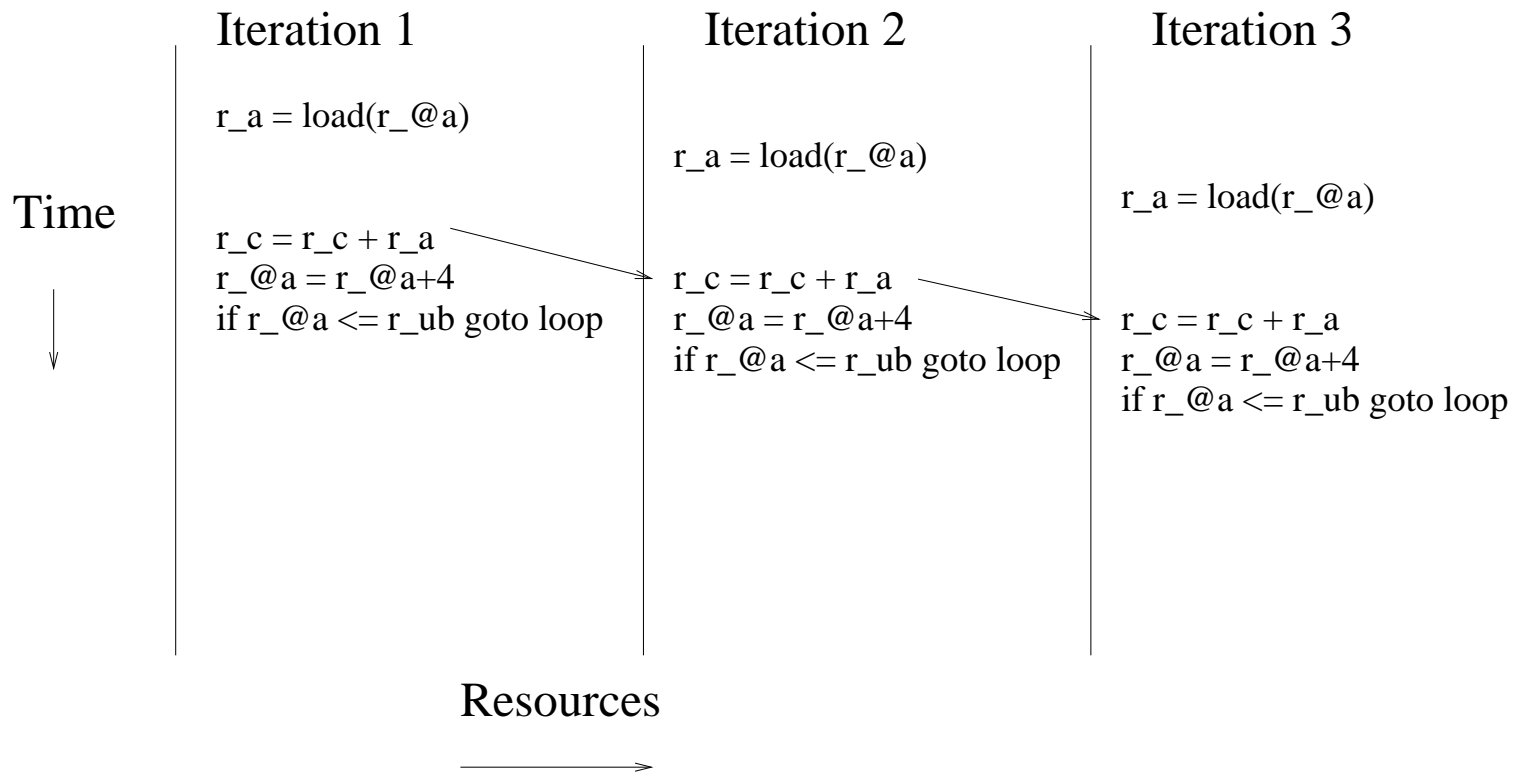 Iteration 1
Iteration 2
Iteration 3
Time
r_a = load(r_@a)
r_c = r_c + r_a
r_@a = r_@a+4
if r_@a <= r_ub goto loop
r_a = load(r_@a)
r_c = r_c + r_a
r_@a = r_@a+4
if r_@a <= r_ub goto loop
r_a = load(r_@a)
r_c = r_c + r_a
r_@a = r_@a+4
if r_@a <= r_ub goto loop
Resources